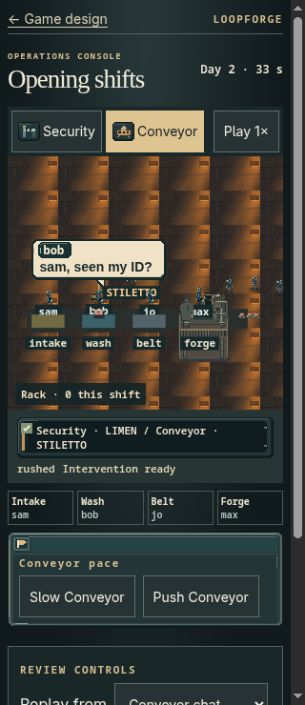 ← Game design
LOOPFORGE
OPERATIONS CONSOLE
Opening shifts
Day 2 · 33 s
Security
Conveyor
Play 1×
bob
sam, seen my ID?
STILETTO
sam
bob
jo
max
intake
wash
belt
forge
Rack · 0 this shift
Security · LIMEN / Conveyor ·
STILETTO
rushed Intervention ready
Intake
sam
Wash
bob
Belt
jo
Forge
max
Conveyor pace
Slow Conveyor
Push Conveyor
REVIEW CONTROLS
Replay from
Conveyor chat